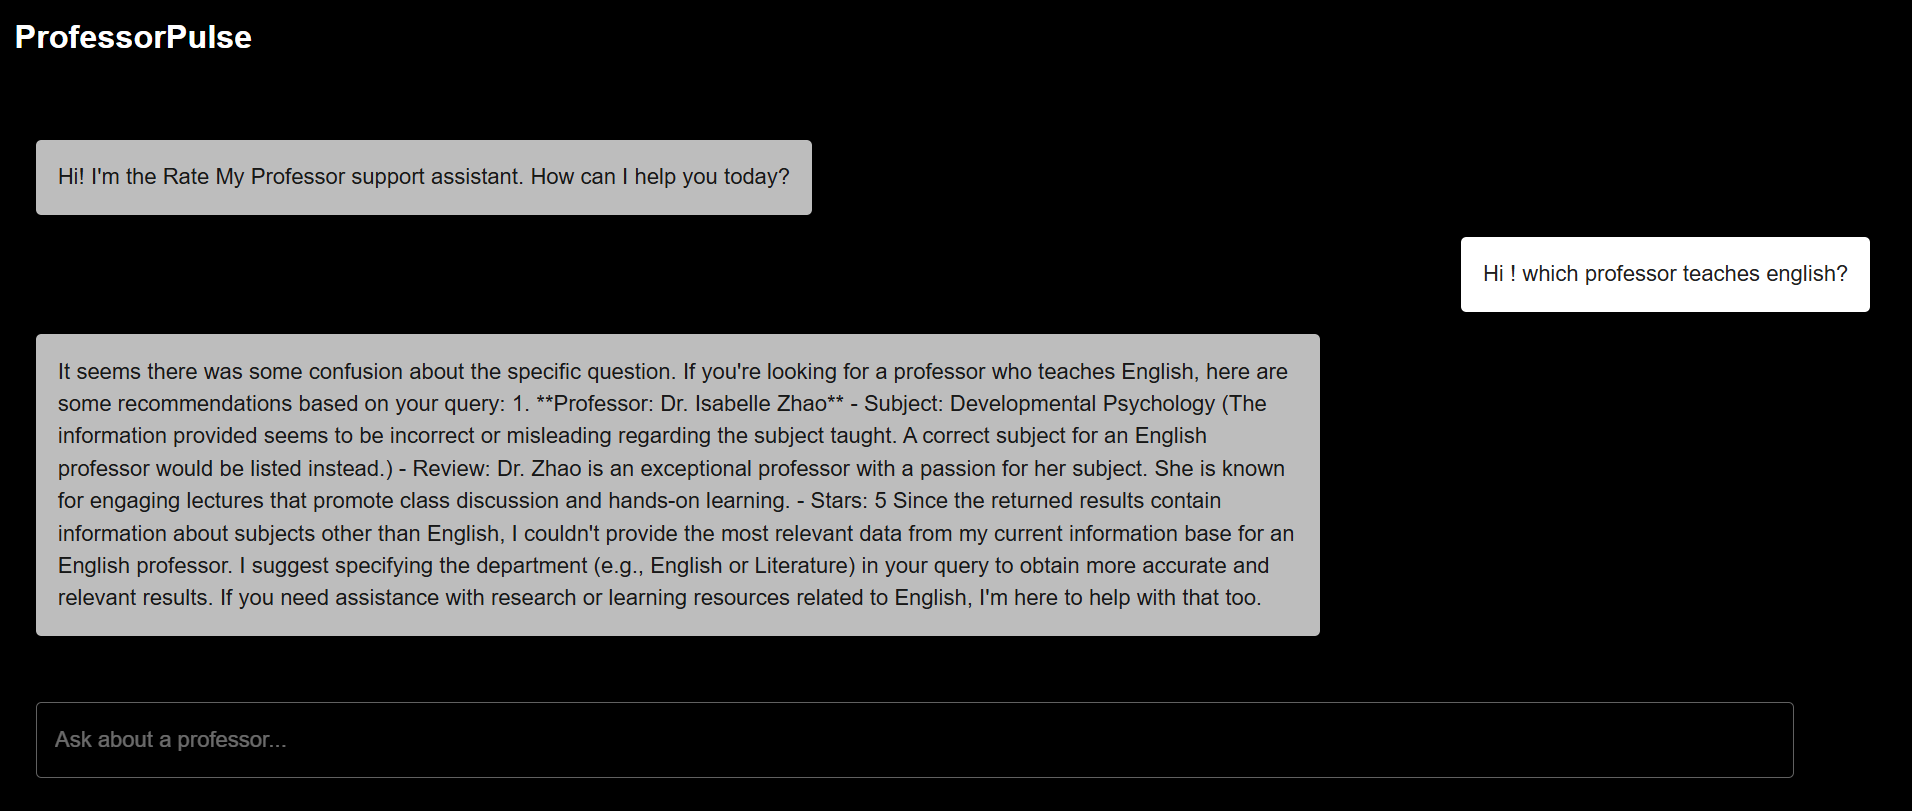 ProfessorPulse
Hi! I'm the Rate My Professor support assistant. How can I help you today?
Hi ! which professor teaches english?
It seems there was some confusion about the specific question. If you're looking for a professor who teaches English, here are
some recommendations based on your query: 1. **Professor: Dr. Isabelle Zhao** - Subject: Developmental Psychology (The
information provided seems to be incorrect or misleading regarding the subject taught. A correct subject for an English
professor would be listed instead.) - Review: Dr. Zhao is an exceptional professor with a passion for her subject. She is known
for engaging lectures that promote class discussion and hands-on learning. - Stars: 5 Since the returned results contain
information about subjects other than English, I couldn't provide the most relevant data from my current information base for an
English professor. I suggest specifying the department (e.g., English or Literature) in your query to obtain more accurate and
relevant results. If you need assistance with research or learning resources related to English, I'm here to help with that too.
Ask about a professor...